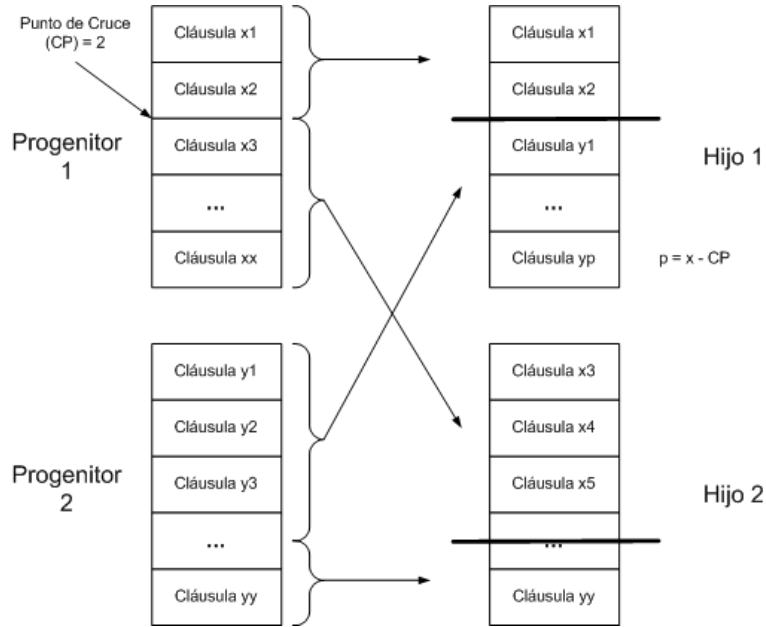 Punto de Cruce
(CP) = 2
Progenitor
1
Cláusula x1
Cláusula x2
Cláusula x3
...
Cláusula xx
Cláusula x1
Cláusula x2
Cláusula y1
...
Cláusula yp
Hijo 1
p = x - CP
Progenitor
2
Cláusula y1
Cláusula y2
Cláusula y3
...
Cláusula yy
Cláusula x3
Cláusula x4
Cláusula x5
...
Cláusula yy
Hijo 2